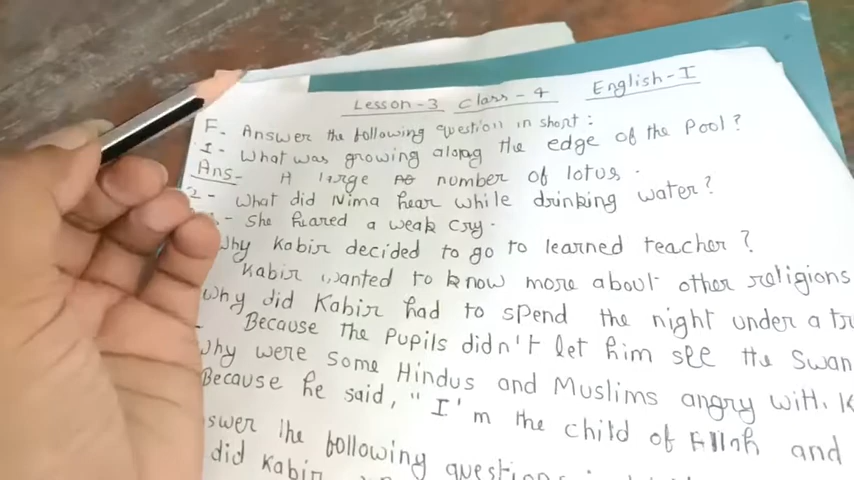 Lesson-3 Class-4 English-I
F- Answer the following question in short:
1- What was growing along the edge of the Pool?
Ans- A large number of lotus.
2- What did Nima hear while drinking water?
- She heared a weak cry.
Why Kabir decided to go to learned teacher?
Kabir wanted to know more about other religions
Why did Kabir had to spend the night under a
Because the Pupils didn't let him see the Swan
Why were some Hindus and Muslims angry with
Because he said, "I'm the child of Allah and
the following questions
did Kabir